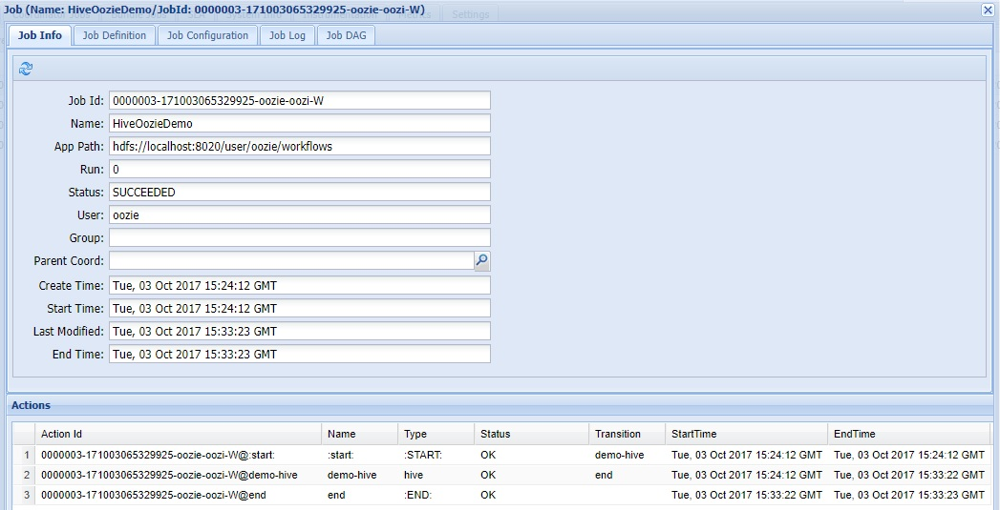 Job (Name: HiveOozieDemo/JobId: 0000003-171003065329925-oozie-oozi-W)
Job Info Job Definition Job Configuration Job Log Job DAG
Job Id: 0000003-171003065329925-oozie-oozi-W
Name: HiveOozieDemo
App Path: hdfs://localhost:8020/user/oozie/workflows
Run: 0
Status: SUCCEEDED
User: oozie
Group:
Parent Coord:
Create Time: Tue, 03 Oct 2017 15:24:12 GMT
Start Time: Tue, 03 Oct 2017 15:24:12 GMT
Last Modified: Tue, 03 Oct 2017 15:33:23 GMT
End Time: Tue, 03 Oct 2017 15:33:23 GMT
Actions
Action Id Name Type Status Transition StartTime EndTime
1 0000003-171003065329925-oozie-oozi-W@:start: :start: :START: OK demo-hive Tue, 03 Oct 2017 15:24:12 GMT Tue, 03 Oct 2017 15:24:12 GMT
2 0000003-171003065329925-oozie-oozi-W@demo-hive demo-hive hive OK end Tue, 03 Oct 2017 15:24:12 GMT Tue, 03 Oct 2017 15:33:22 GMT
3 0000003-171003065329925-oozie-oozi-W@end end :END: OK Tue, 03 Oct 2017 15:33:22 GMT Tue, 03 Oct 2017 15:33:23 GMT